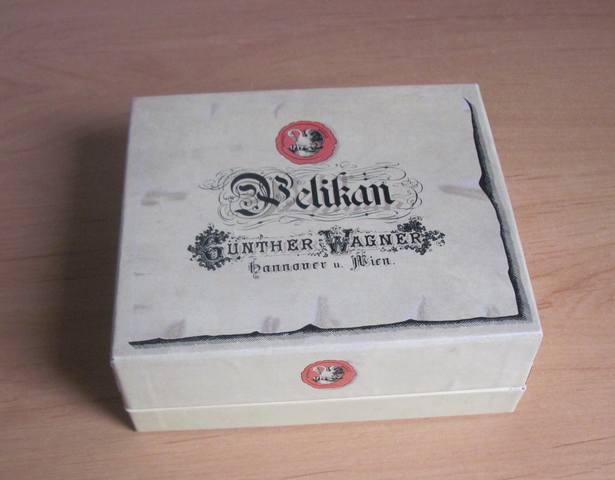 Pelikan
GÜNTHER WAGNER
Hannover u. Wien.